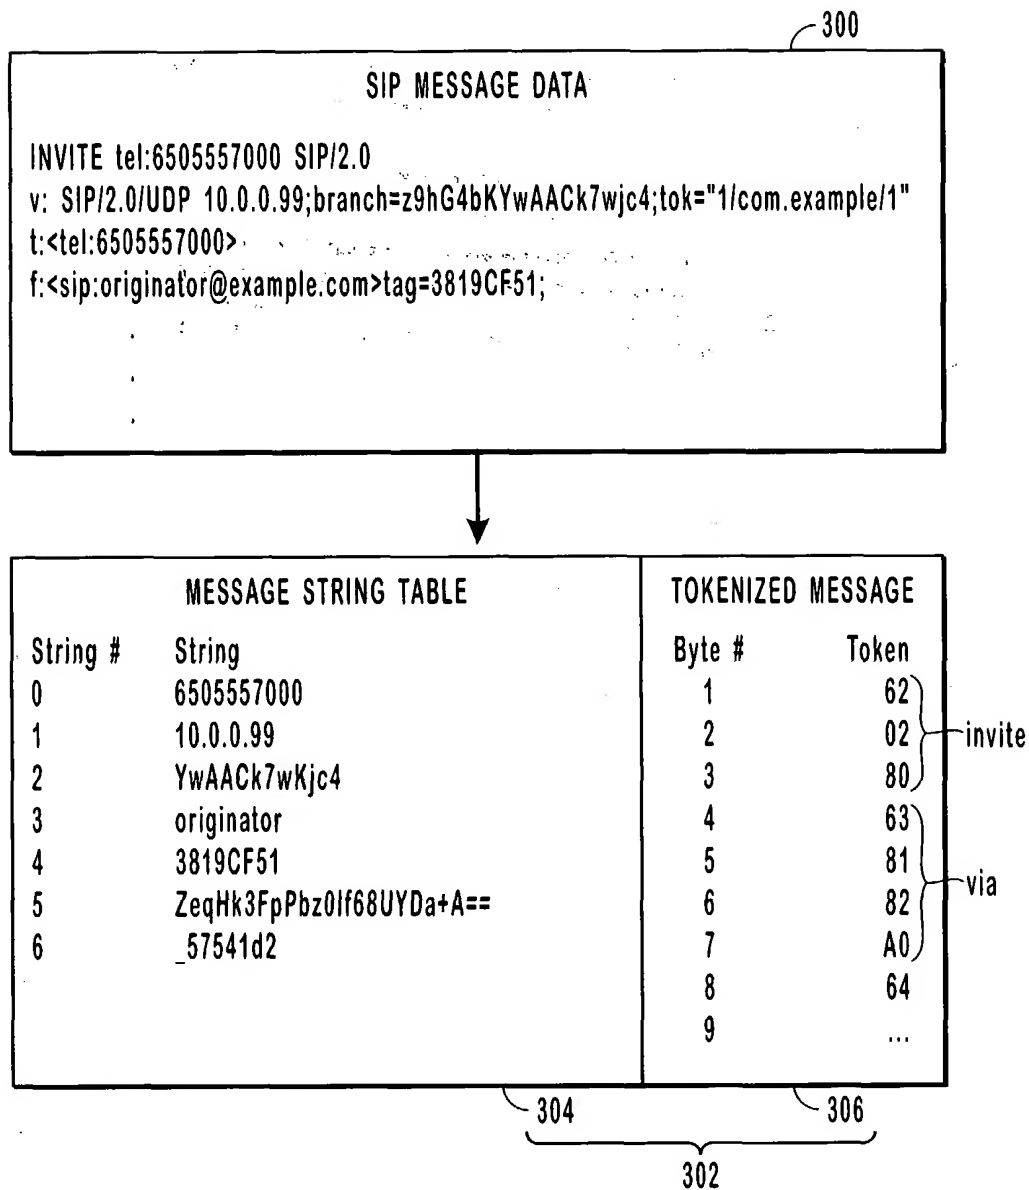 300
SIP MESSAGE DATA
INVITE tel:6505557000 SIP/2.0
v: SIP/2.0/UDP 10.0.0.99;branch=z9hG4bKYwAACk7wjc4;tok="1/com.example/1"
t:<tel:6505557000>
f:<sip:originator@example.com>tag=3819CF51;
.
.
.
MESSAGE STRING TABLE TOKENIZED MESSAGE
String # String Byte # Token
0 6505557000 1 62
1 10.0.0.99 2 02 invite
2 YwAACk7wKjc4 3 80
3 originator 4 63
4 3819CF51 5 81
5 ZeqHk3FpPbz0If68UYDa+A== 6 82 via
6 _57541d2 7 A0
8 64
9 ...
304 306
302